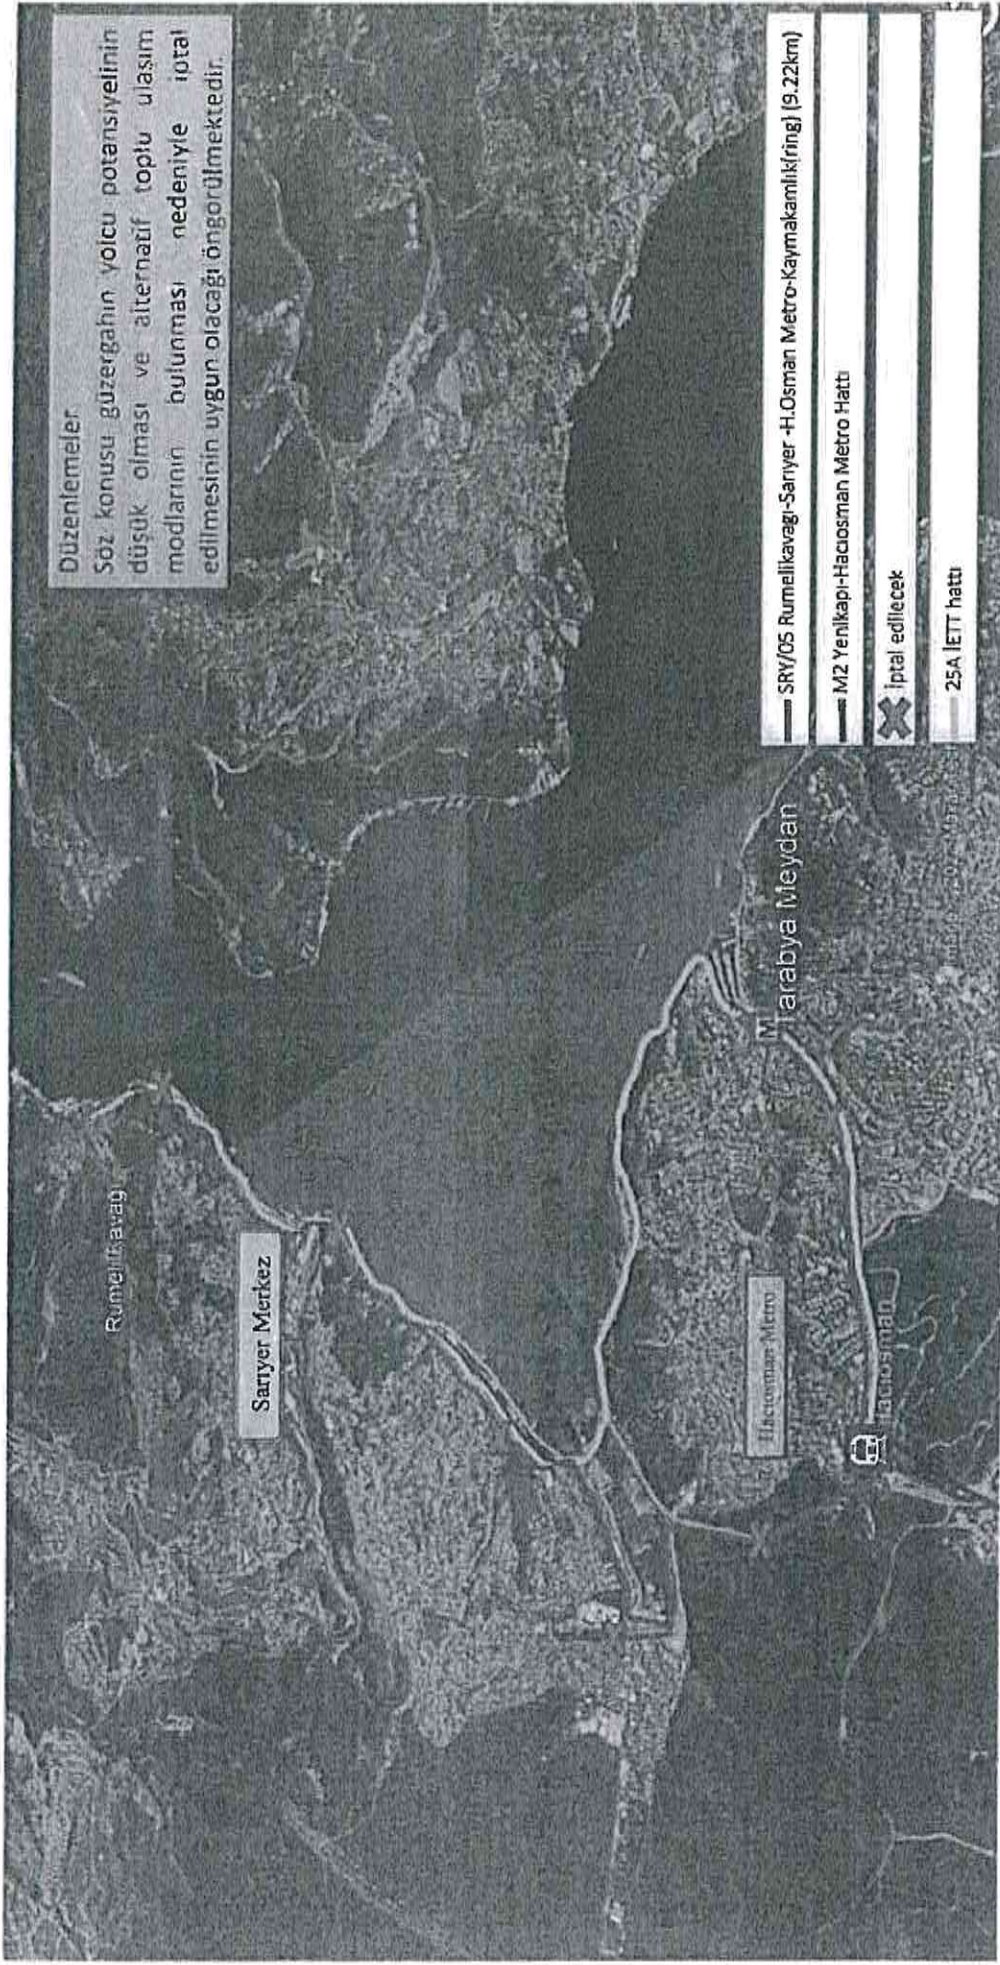 Düzenlemeler
Söz konusu güzergahın yolcu potansiyelinin
düşük olması ve alternatif toplu ulaşım
modlarının bulunması nedeniyle iptal
edilmesinin uygun olacağı öngörülmektedir.
Rumelikavağı
Sarıyer Merkez
Tarabya Meydan
M
Hacıosman Metro
Hacıosman
SRY/05 Rumelikavağı-Sarıyer -H.Osman Metro-Kaymakamlık(ring) (9.22km)
M2 Yenikapı-Hacıosman Metro Hattı
İptal edilecek
25A İETT hattı